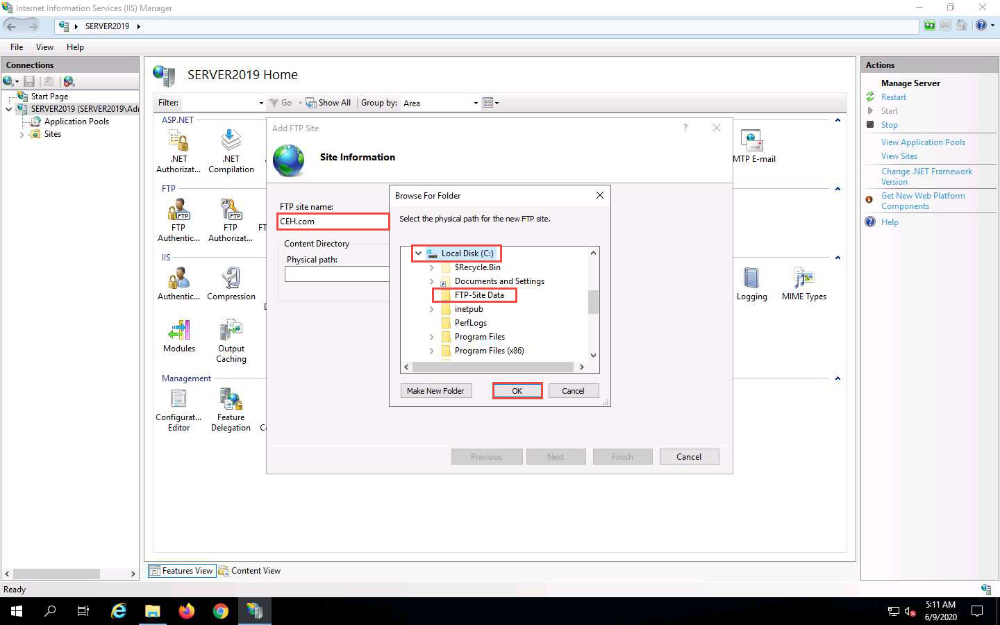 Internet Information Services (IIS) Manager
SERVER2019
File View Help
Connections
Start Page
SERVER2019 (SERVER2019\Adı
Application Pools
Sites
SERVER2019 Home
Filter: Go Show All Group by: Area
ASP.NET
.NET Authorizat...
.NET Compilation
MTP E-mail
FTP
FTP Authentic...
FTP Authorizat...
FT
IIS
Authentic...
Compression
D
Logging
MIME Types
Modules
Output Caching
Management
Configurat... Editor
Feature Delegation
Co
Add FTP Site
?
Site Information
FTP site name:
CEH.com
Content Directory
Physical path:
Previous Next Finish Cancel
Browse For Folder
Select the physical path for the new FTP site.
Local Disk (C:)
$Recycle.Bin
Documents and Settings
FTP-Site Data
inetpub
PerfLogs
Program Files
Program Files (x86)
Make New Folder OK Cancel
Actions
Manage Server
Restart
Start
Stop
View Application Pools
View Sites
Change .NET Framework
Version
Get New Web Platform
Components
Help
Features View Content View
Ready
5:11 AM
6/9/2020